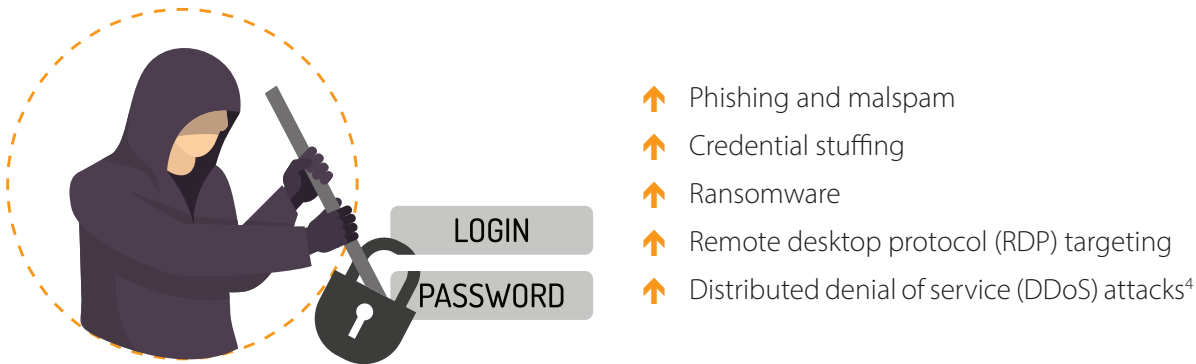 LOGIN
PASSWORD
Phishing and malspam
Credential stuffing
Ransomware
Remote desktop protocol (RDP) targeting
Distributed denial of service (DDoS) attacks⁴